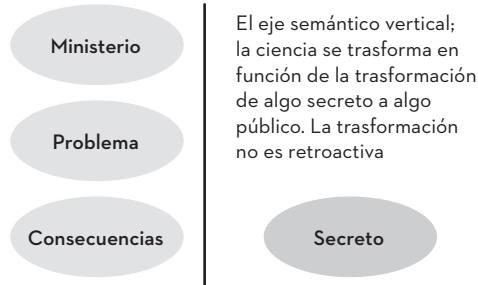 Ministerio
Problema
Consecuencias
El eje semántico vertical;
la ciencia se trasforma en
función de la trasformación
de algo secreto a algo
público. La trasformación
no es retroactiva
Secreto